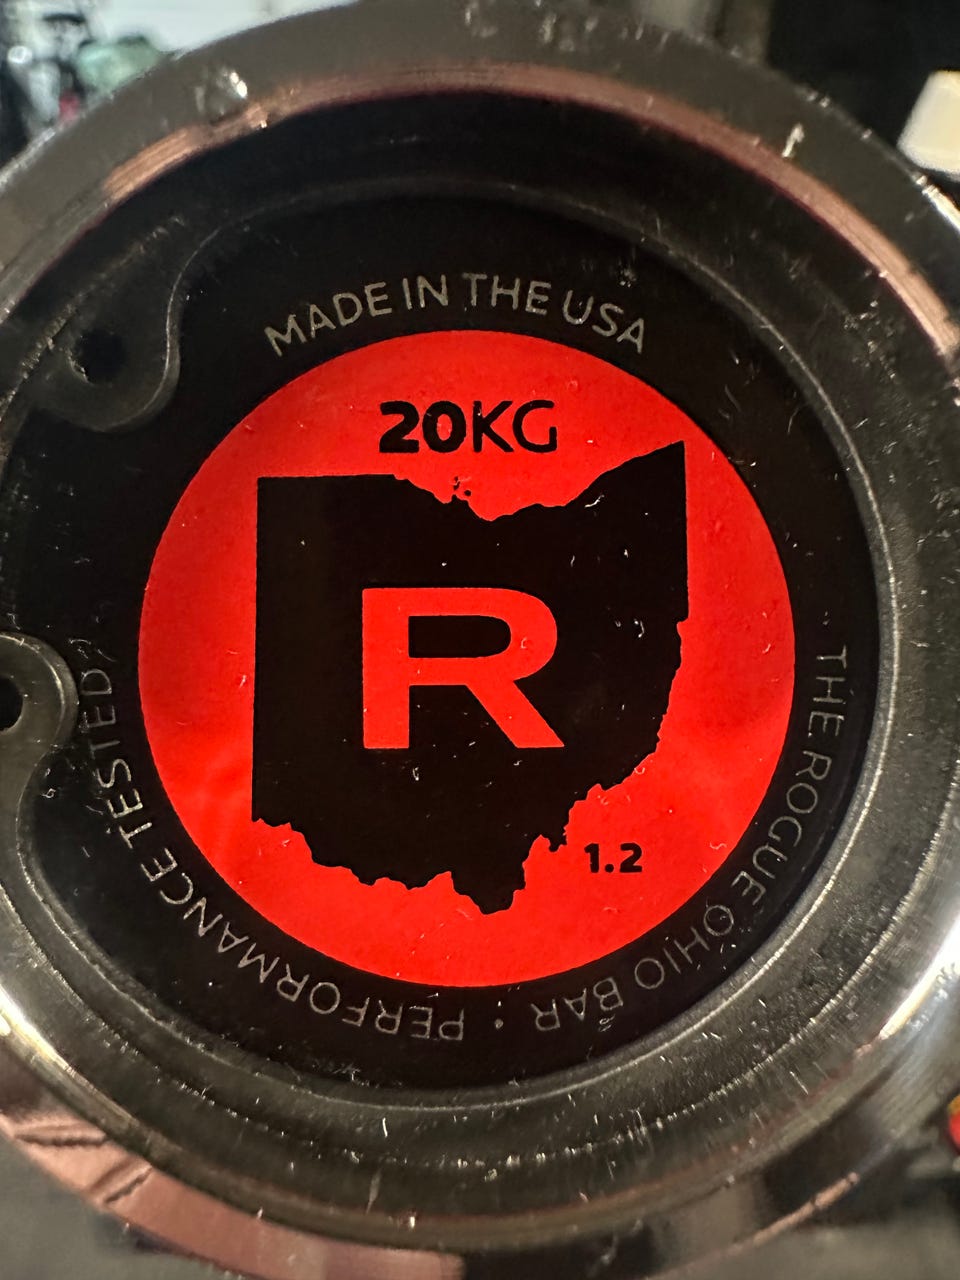 MADE IN THE USA
20KG
R
1.2
· THE ROGUE OHIO BAR · PERFORMANCE TESTED